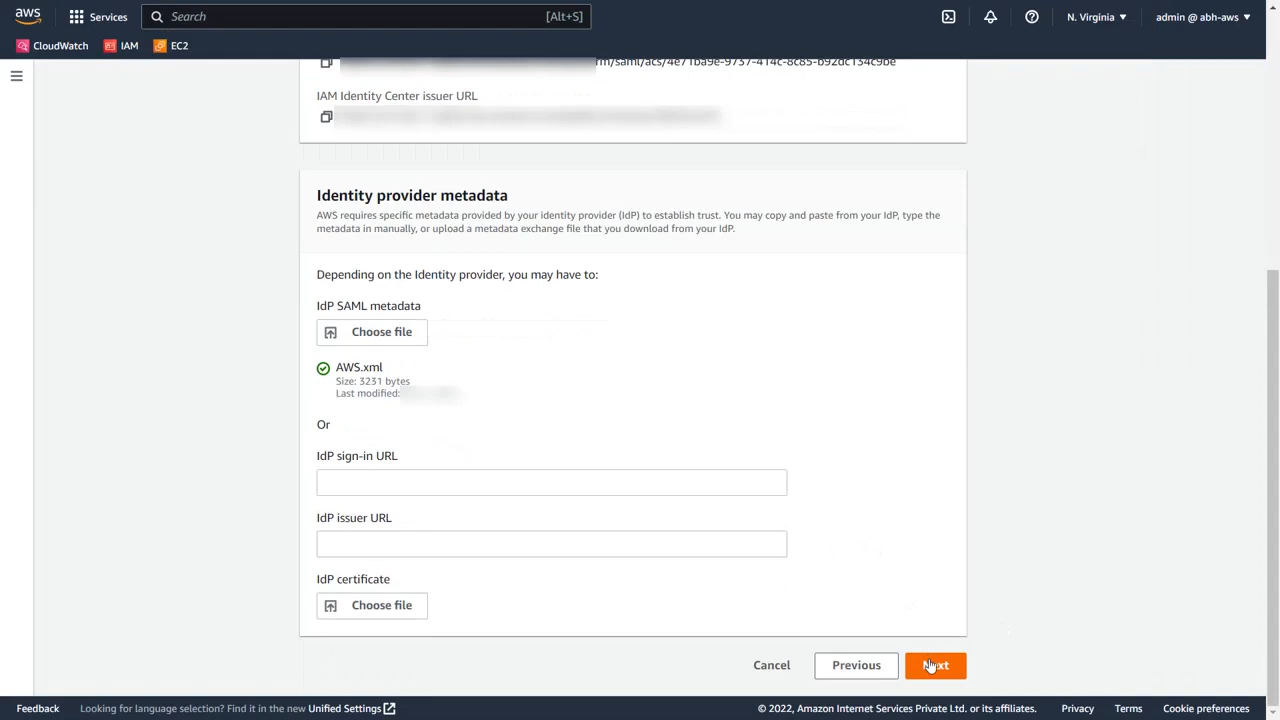 aws
Services
Search
[Alt+S]
N. Virginia
admin @ abh-aws
CloudWatch
IAM
EC2
rm/saml/acs/4e71ba9e-9737-414c-8c85-b92dc134c9be
IAM Identity Center issuer URL
Identity provider metadata
AWS requires specific metadata provided by your identity provider (IdP) to establish trust. You may copy and paste from your IdP, type the
metadata in manually, or upload a metadata exchange file that you download from your IdP.
Depending on the Identity provider, you may have to:
IdP SAML metadata
Choose file
AWS.xml
Size: 3231 bytes
Last modified:
Or
IdP sign-in URL
IdP issuer URL
IdP certificate
Choose file
Cancel
Previous
Next
Feedback
Looking for language selection? Find it in the new Unified Settings
© 2022, Amazon Internet Services Private Ltd. or its affiliates.
Privacy
Terms
Cookie preferences